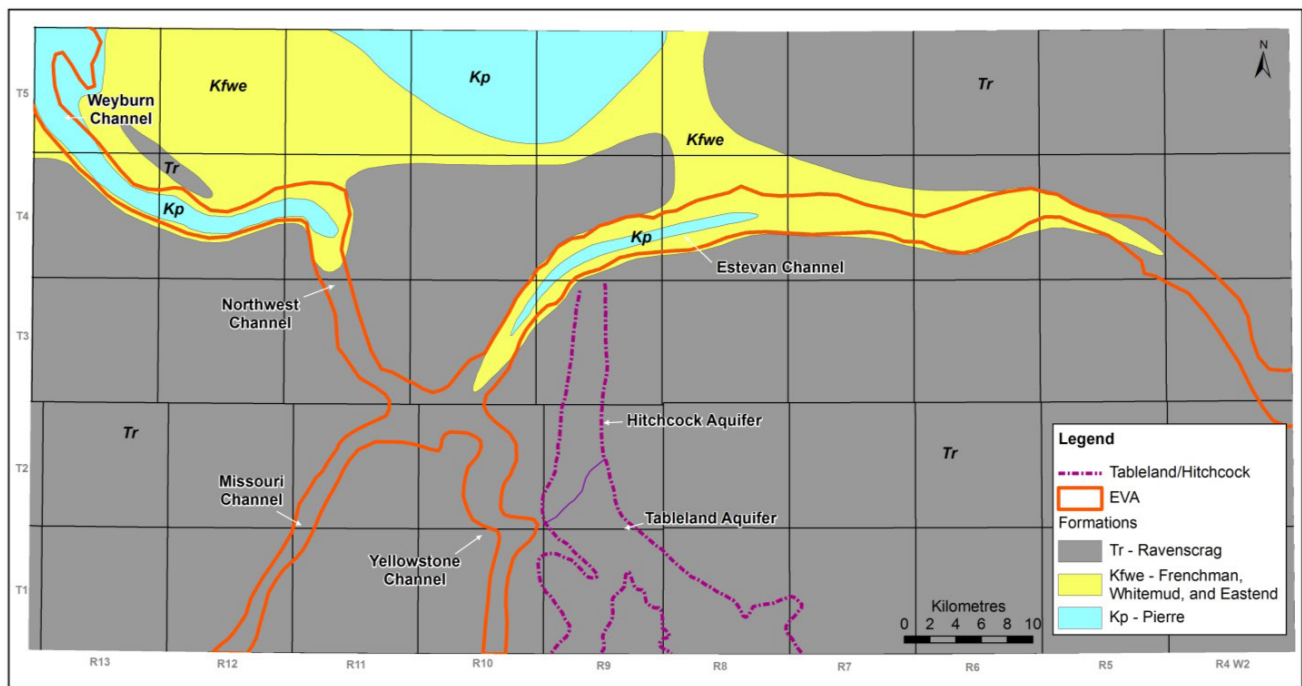 N
T5
T4
T3
T2
T1
Weyburn
Channel
Kfwe
Kp
Tr
Kfwe
Tr
Kp
Kp
Estevan Channel
Northwest
Channel
Tr
Hitchcock Aquifer
Tr
Missouri
Channel
Tableland Aquifer
Yellowstone
Channel
Kilometres
0 2 4 6 8 10
Legend
Tableland/Hitchcock
EVA
Formations
Tr - Ravenscrag
Kfwe - Frenchman,
Whitemud, and Eastend
Kp - Pierre
R13 R12 R11 R10 R9 R8 R7 R6 R5 R4 W2